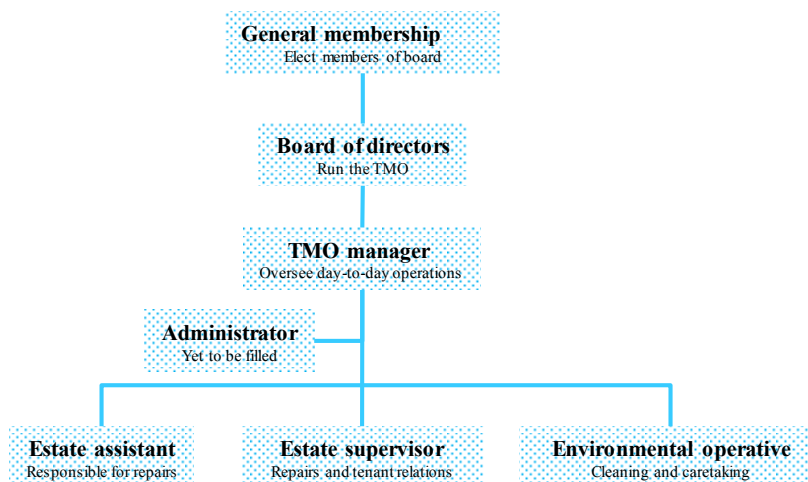 General membership
Elect members of board
Board of directors
Run the TMO
TMO manager
Oversee day-to-day operations
Administrator
Yet to be filled
Estate assistant
Responsible for repairs
Estate supervisor
Repairs and tenant relations
Environmental operative
Cleaning and caretaking